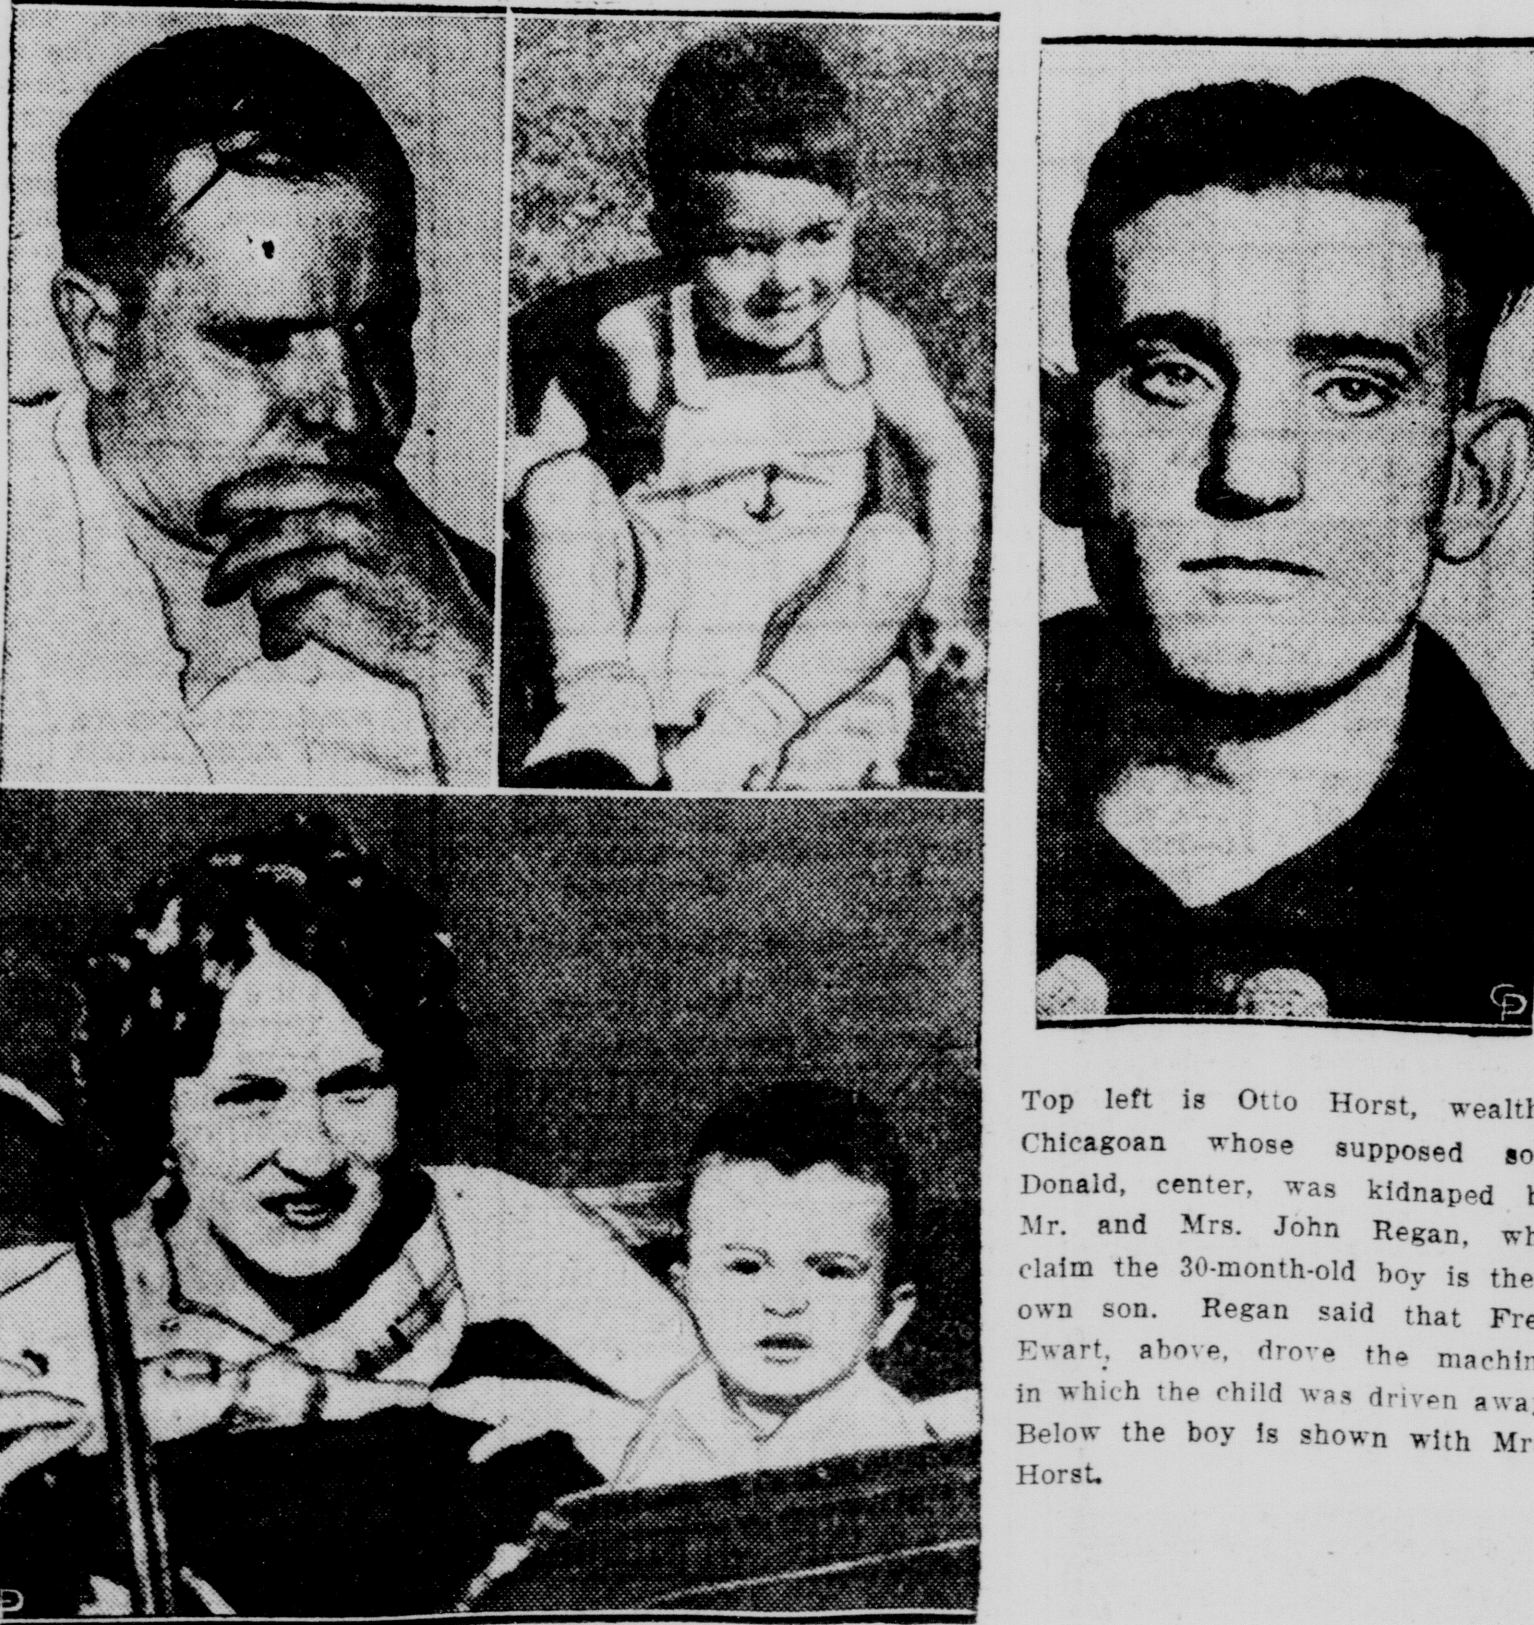 Top left is Otto Horst, wealth
Chicagoan whose supposed so
Donald, center, was kidnaped b
Mr. and Mrs. John Regan, wh
claim the 30-month-old boy is the
own son. Regan said that Fre
Ewart, above, drove the machin
in which the child was driven awa
Below the boy is shown with Mr
Horst.
CP